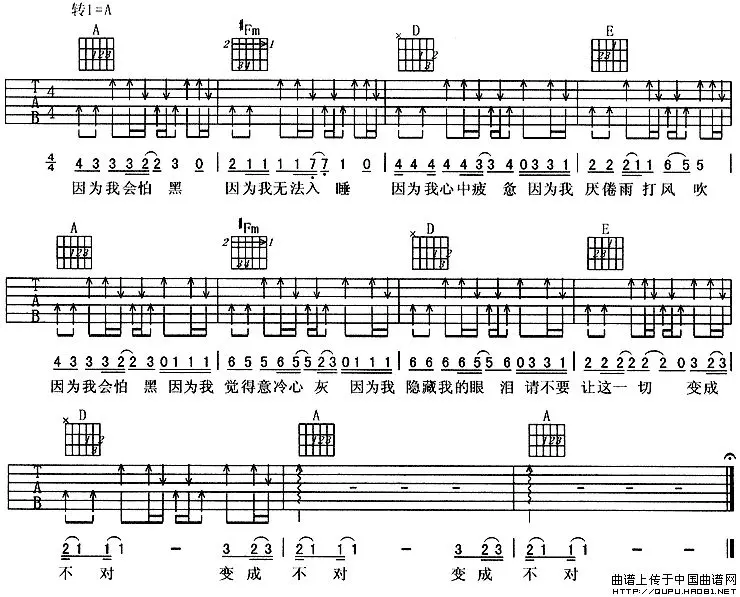 转1=A
A ♯Fm D E
T A B 4/4
4/4 4 3 3 3 2 2 3 0 | 2 1 1 1 1 7 7 1 0 | 4 4 4 4 4 3 3 4 0 3 3 1 | 2 2 2 1 1 6 5 5
因为我会怕黑 因为我无法入睡 因为我心中疲惫 因为我 厌倦雨打风吹
A ♯Fm D E
T A B
4 3 3 3 2 2 3 0 1 1 1 | 6 5 5 6 5 5 2 3 0 1 1 1 | 6 6 6 6 5 5 1 0 3 3 1 | 2 2 2 2 2 2 0 3 2 3
因为我会怕黑 因为我 觉得意冷心灰 因为我 隐藏我的眼泪 请不要 让这一切 变成
D A A
T A B
2 1 1 1 - 3 2 3 | 2 1 1 1 - 3 2 3 | 2 1 1 1 -
不对 变成 不对 变成 不对
曲谱上传于中国曲谱网
HTTP://QUPU.HAO81.NET